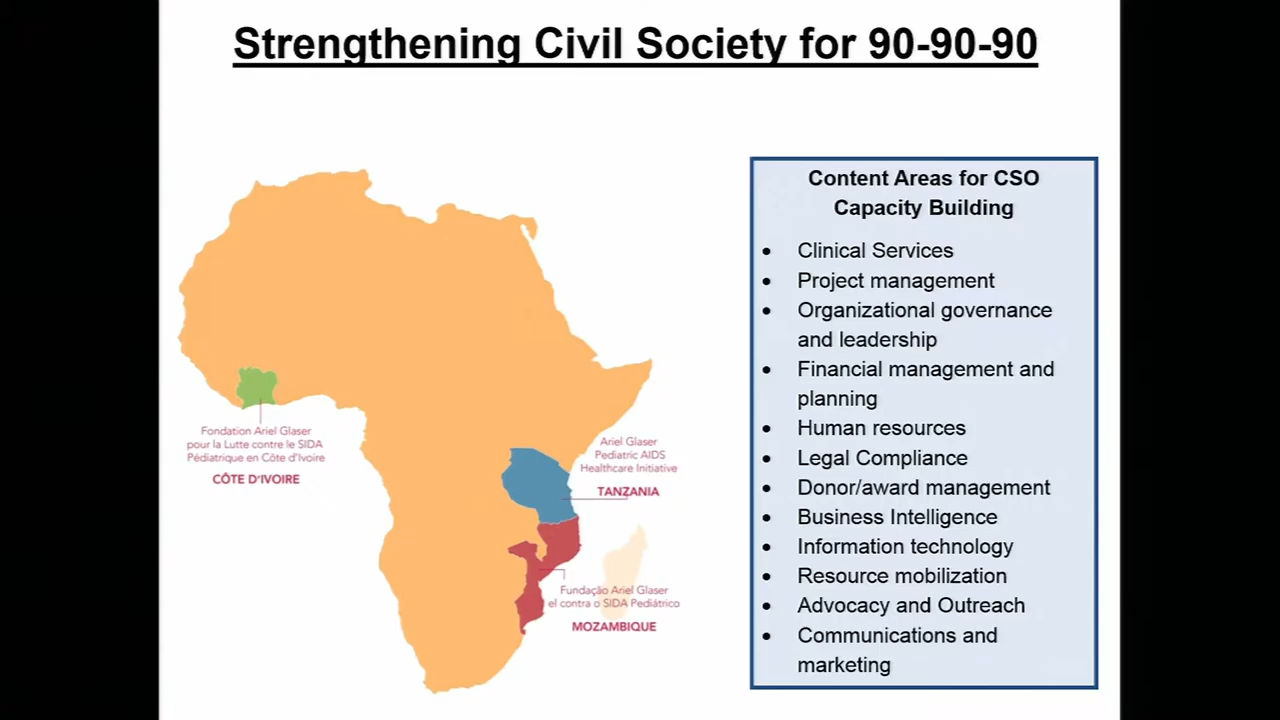 Strengthening Civil Society for 90-90-90
Fondation Ariel Glaser
pour la Lutte contre le SIDA
Pédiatrique en Côte d'Ivoire
CÔTE D'IVOIRE
Ariel Glaser
Pediatric AIDS
Healthcare Initiative
TANZANIA
Fundação Ariel Glaser
el contra o SIDA Pediátrico
MOZAMBIQUE
Content Areas for CSO
Capacity Building
• Clinical Services
• Project management
• Organizational governance
and leadership
• Financial management and
planning
• Human resources
• Legal Compliance
• Donor/award management
• Business Intelligence
• Information technology
• Resource mobilization
• Advocacy and Outreach
• Communications and
marketing